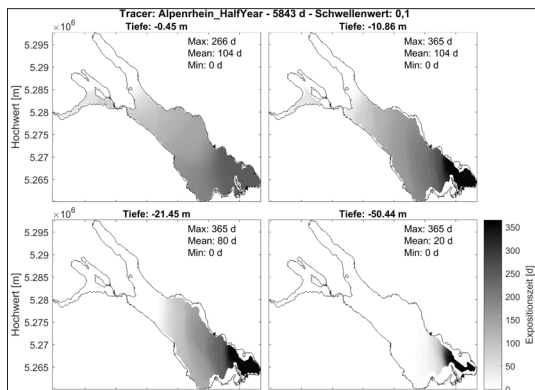 Tracer: Alpenrhein_HalfYear - 5843 d - Schwellenwert: 0,1
× 10⁶ Tiefe: -0.45 m Tiefe: -10.86 m
5.295
5.29
5.285
5.28
5.275
5.27
5.265
Hochwert [m]
Max: 266 d
Mean: 104 d
Min: 0 d
Max: 365 d
Mean: 104 d
Min: 0 d
× 10⁶ Tiefe: -21.45 m Tiefe: -50.44 m
5.295
5.29
5.285
5.28
5.275
5.27
5.265
Hochwert [m]
Max: 365 d
Mean: 80 d
Min: 0 d
Max: 365 d
Mean: 20 d
Min: 0 d
350
300
250
200
150
100
50
0
Expositionszeit [d]